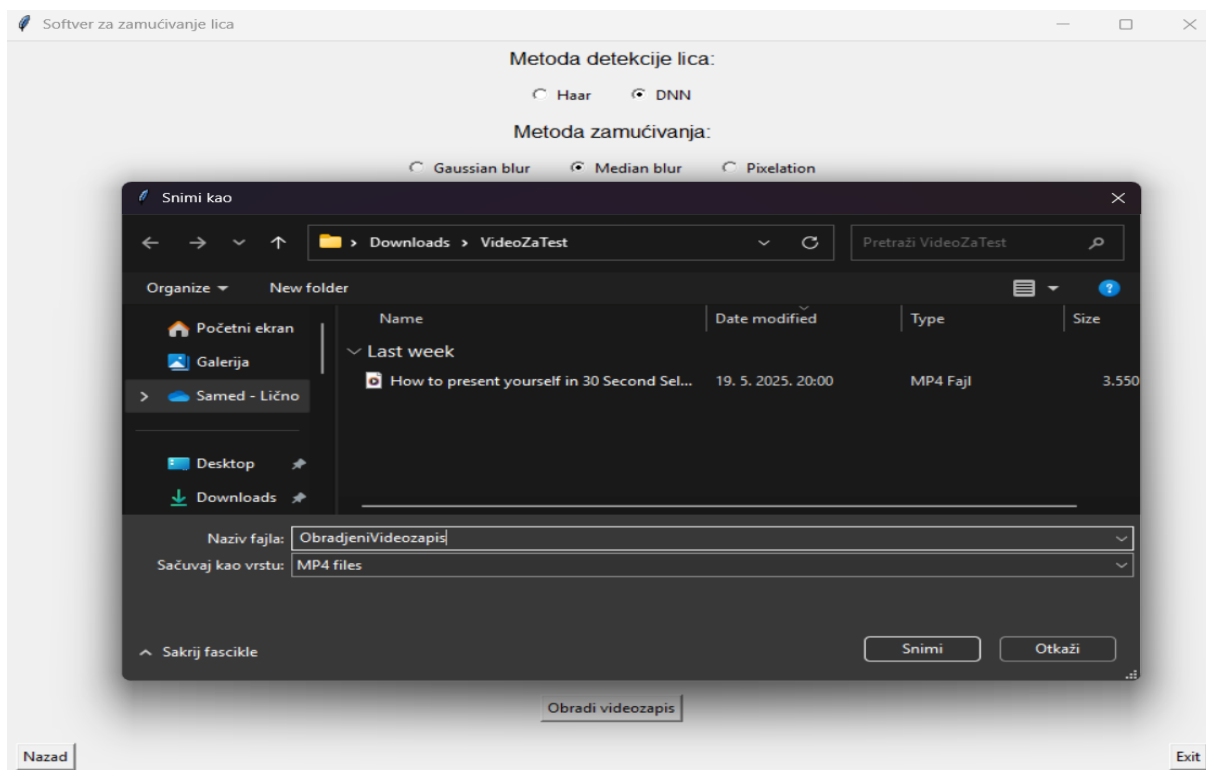 Softver za zamućivanje lica
Metoda detekcije lica:
Haar DNN
Metoda zamućivanja:
Gaussian blur Median blur Pixelation
Snimi kao
Downloads VideoZaTest Pretraži VideoZaTest
Organize New folder
Name Date modified Type Size
Početni ekran
Last week
Galerija
How to present yourself in 30 Second Sel... 19. 5. 2025. 20:00 MP4 Fajl 3.550
Samed - Lično
Desktop
Downloads
Naziv fajla: ObradjeniVideozapis
Sačuvaj kao vrstu: MP4 files
Sakrij fascikle Snimi Otkaži
Obradi videozapis
Nazad Exit